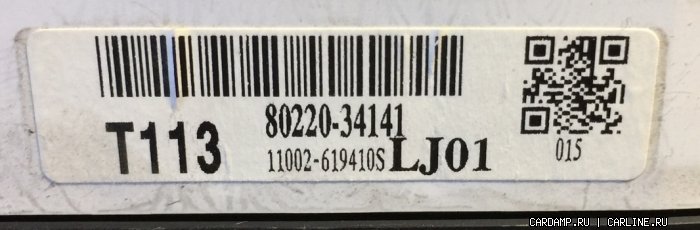 T113
80220-34141
11002-619410S LJ01
015
CARDAMP.RU | CARLINE.RU